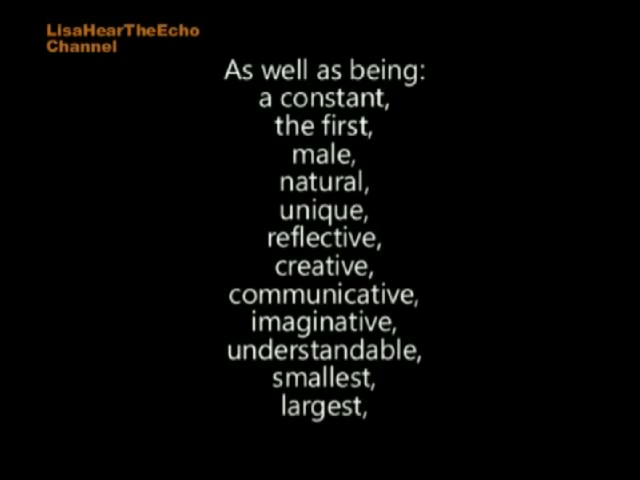 LisaHearTheEcho
Channel
As well as being:
a constant,
the first,
male,
natural,
unique,
reflective,
creative,
communicative,
imaginative,
understandable,
smallest,
largest,